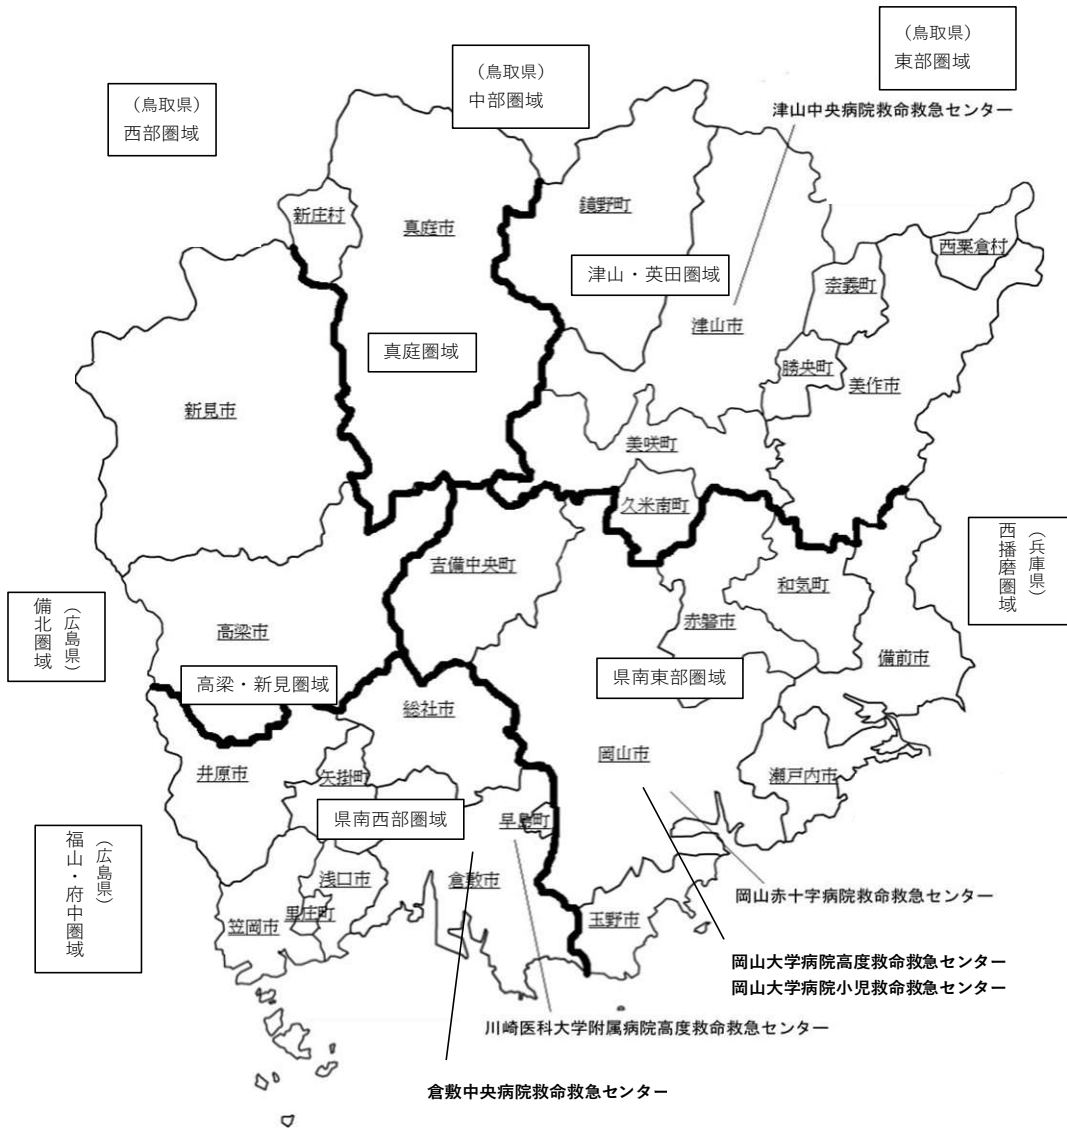 （鳥取県）
東部圏域
（鳥取県）
中部圏域
（鳥取県）
西部圏域
津山中央病院救命救急センター
鏡野町
新庄村
真庭市
西粟倉村
津山・英田圏域
奈義町
津山市
真庭圏域
勝央町
美作市
新見市
美咲町
久米南町
（兵庫県）
西播磨圏域
吉備中央町
和気町
（広島県）
備北圏域
赤磐市
高梁市
備前市
県南東部圏域
高梁・新見圏域
総社市
岡山市
井原市
矢掛町
瀬戸内市
県南西部圏域
早島町
（広島県）
福山・府中圏域
浅口市
倉敷市
岡山赤十字病院救命救急センター
里庄町
笠岡市
玉野市
岡山大学病院高度救命救急センター
岡山大学病院小児救命救急センター
川崎医科大学附属病院高度救命救急センター
倉敷中央病院救命救急センター